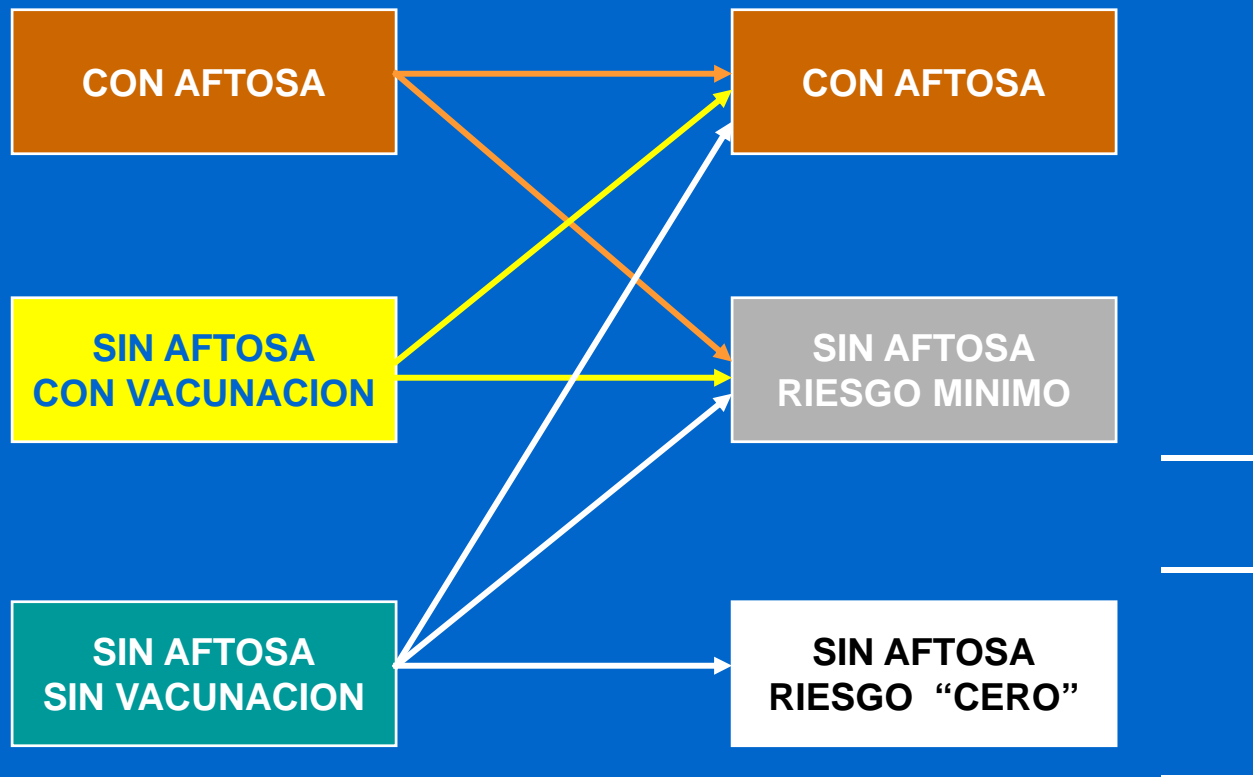 CON AFTOSA
CON AFTOSA
SIN AFTOSA
CON VACUNACION
SIN AFTOSA
RIESGO MINIMO
SIN AFTOSA
SIN VACUNACION
SIN AFTOSA
RIESGO “CERO”